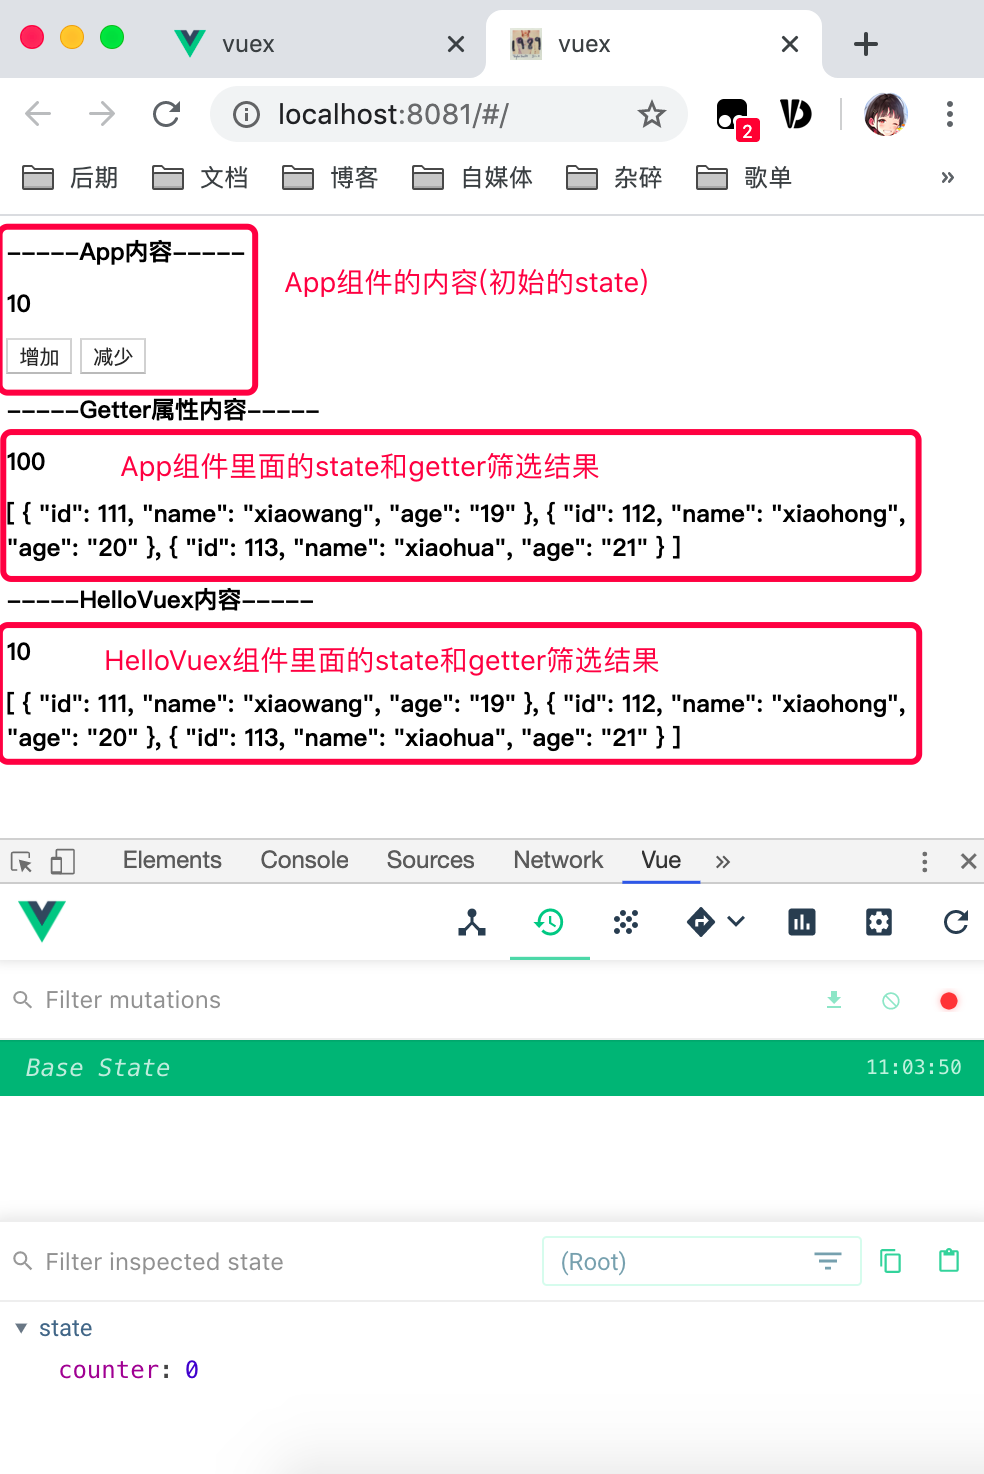 vuex
vuex
localhost:8081/#/
2
后期
文档
博客
自媒体
杂碎
歌单
»
-----App内容-----
App组件的内容(初始的state)
10
增加
减少
-----Getter属性内容-----
100
App组件里面的state和getter筛选结果
[ { "id": 111, "name": "xiaowang", "age": "19" }, { "id": 112, "name": "xiaohong",
"age": "20" }, { "id": 113, "name": "xiaohua", "age": "21" } ]
-----HelloVuex内容-----
10
HelloVuex组件里面的state和getter筛选结果
[ { "id": 111, "name": "xiaowang", "age": "19" }, { "id": 112, "name": "xiaohong",
"age": "20" }, { "id": 113, "name": "xiaohua", "age": "21" } ]
Elements
Console
Sources
Network
Vue
»
Filter mutations
Base State
11:03:50
Filter inspected state
(Root)
state
counter: 0